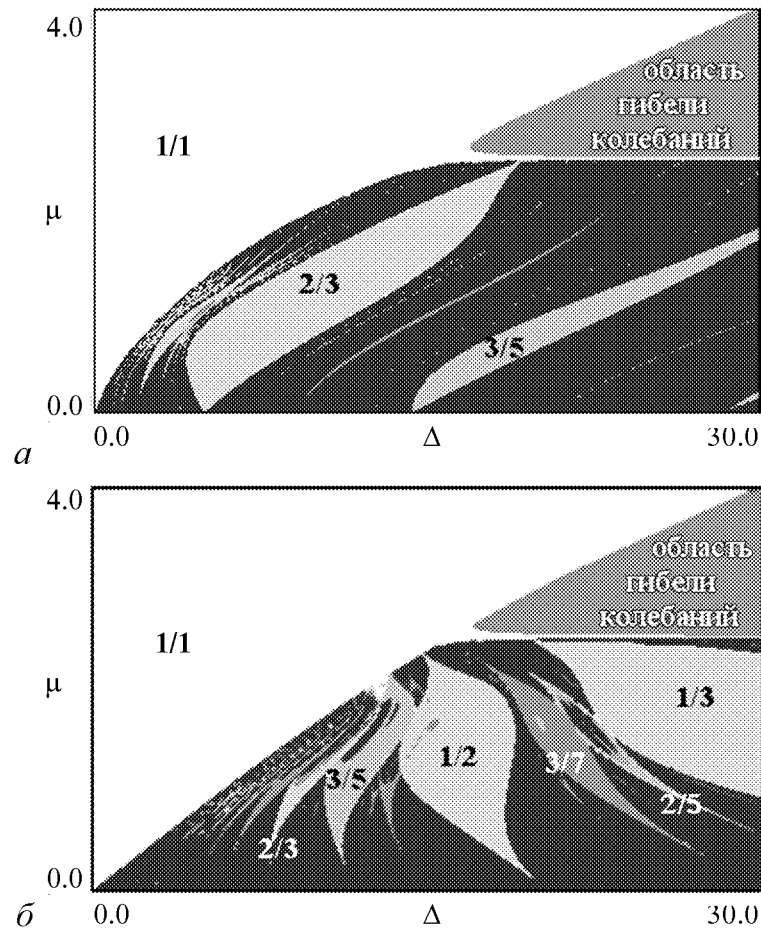 4.0
область
гибели
колебаний
1/1
μ
2/3
3/5
0.0
а
0.0
Δ
30.0
4.0
область
гибели
колебаний
1/1
μ
1/3
1/2
3/5
3/7
2/5
2/3
0.0
б
0.0
Δ
30.0